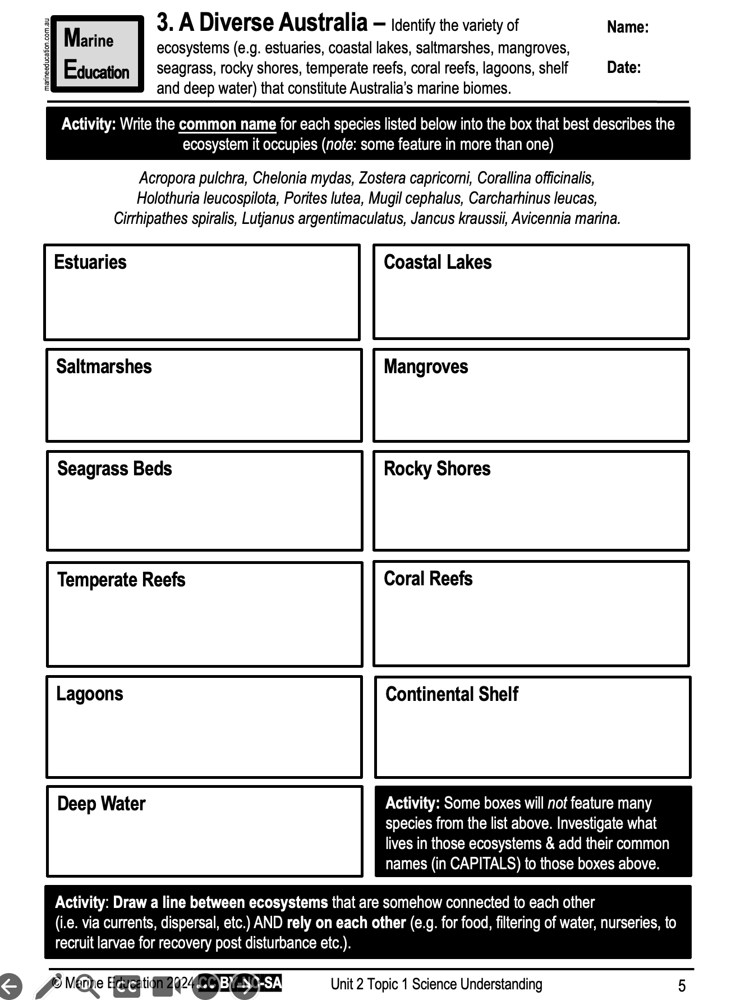 marineeducation.com.au
Marine
Education
3. A Diverse Australia – Identify the variety of
ecosystems (e.g. estuaries, coastal lakes, saltmarshes, mangroves,
seagrass, rocky shores, temperate reefs, coral reefs, lagoons, shelf
and deep water) that constitute Australia's marine biomes.
Name:
Date:
Activity: Write the common name for each species listed below into the box that best describes the
ecosystem it occupies (note: some feature in more than one)
Acropora pulchra, Chelonia mydas, Zostera capricorni, Corallina officinalis,
Holothuria leucospilota, Porites lutea, Mugil cephalus, Carcharhinus leucas,
Cirrhipathes spiralis, Lutjanus argentimaculatus, Jancus kraussii, Avicennia marina.
Estuaries
Coastal Lakes
Saltmarshes
Mangroves
Seagrass Beds
Rocky Shores
Temperate Reefs
Coral Reefs
Lagoons
Continental Shelf
Deep Water
Activity: Some boxes will not feature many
species from the list above. Investigate what
lives in those ecosystems & add their common
names (in CAPITALS) to those boxes above.
Activity: Draw a line between ecosystems that are somehow connected to each other
(i.e. via currents, dispersal, etc.) AND rely on each other (e.g. for food, filtering of water, nurseries, to
recruit larvae for recovery post disturbance etc.).
© Marine Education 2024 CC BY-NC-SA
Unit 2 Topic 1 Science Understanding
5